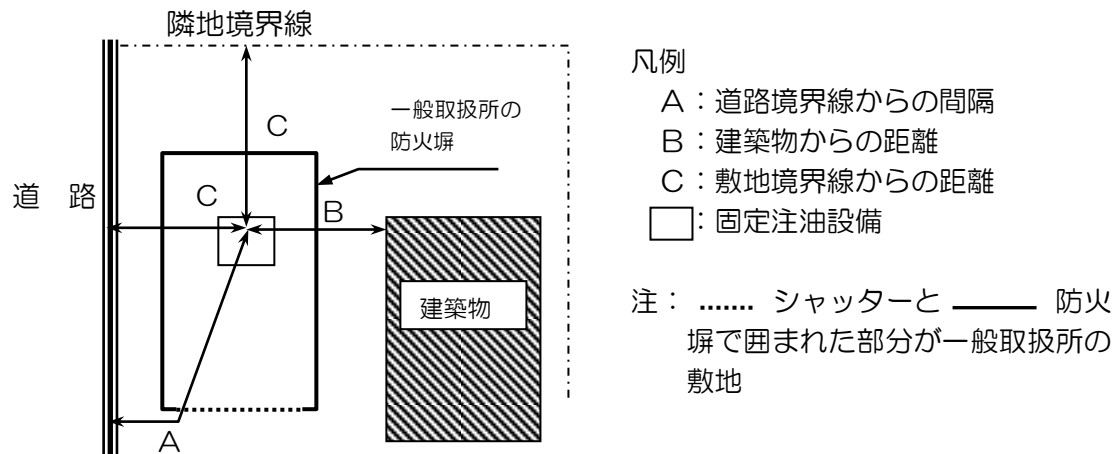 隣地境界線
C
一般取扱所の
防火塀
道 路
C
B
建築物
A
凡例
A:道路境界線からの間隔
B:建築物からの距離
C:敷地境界線からの距離
:固定注油設備
注: ……. シャッターと ――― 防火
塀で囲まれた部分が一般取扱所の
敷地